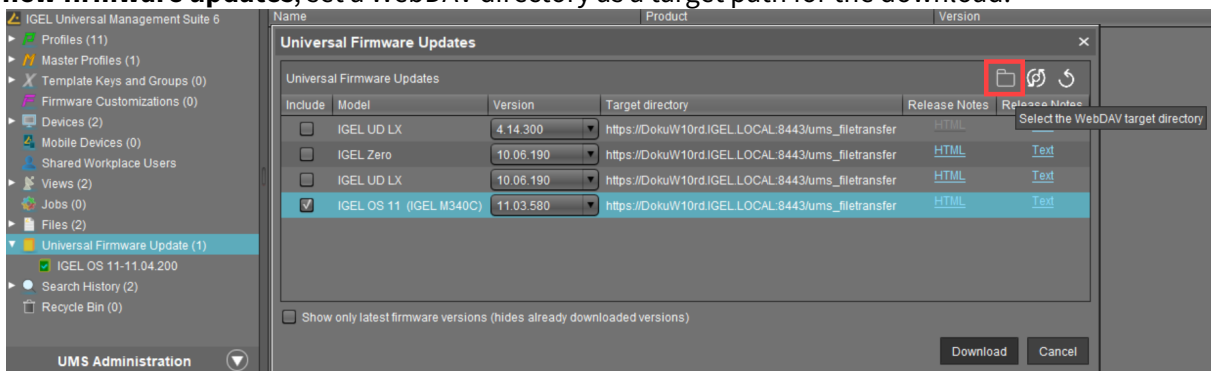 new firmware updates, set a WebDAV directory as a target path for the download.
IGEL Universal Management Suite 6
Name Product Version
Profiles (11)
Master Profiles (1)
Template Keys and Groups (0)
Firmware Customizations (0)
Devices (2)
Mobile Devices (0)
Shared Workplace Users
Views (2)
Jobs (0)
Files (2)
Universal Firmware Update (1)
IGEL OS 11-11.04.200
Search History (2)
Recycle Bin (0)
UMS Administration
Universal Firmware Updates ×
Universal Firmware Updates
Include Model Version Target directory Release Notes Release Notes
Select the WebDAV target directory
IGEL UD LX 4.14.300 https://DokuW10rd.IGEL.LOCAL:8443/ums_filetransfer HTML
IGEL Zero 10.06.190 https://DokuW10rd.IGEL.LOCAL:8443/ums_filetransfer HTML Text
IGEL UD LX 10.06.190 https://DokuW10rd.IGEL.LOCAL:8443/ums_filetransfer HTML Text
IGEL OS 11 (IGEL M340C) 11.03.580 https://DokuW10rd.IGEL.LOCAL:8443/ums_filetransfer HTML Text
Show only latest firmware versions (hides already downloaded versions)
Download Cancel